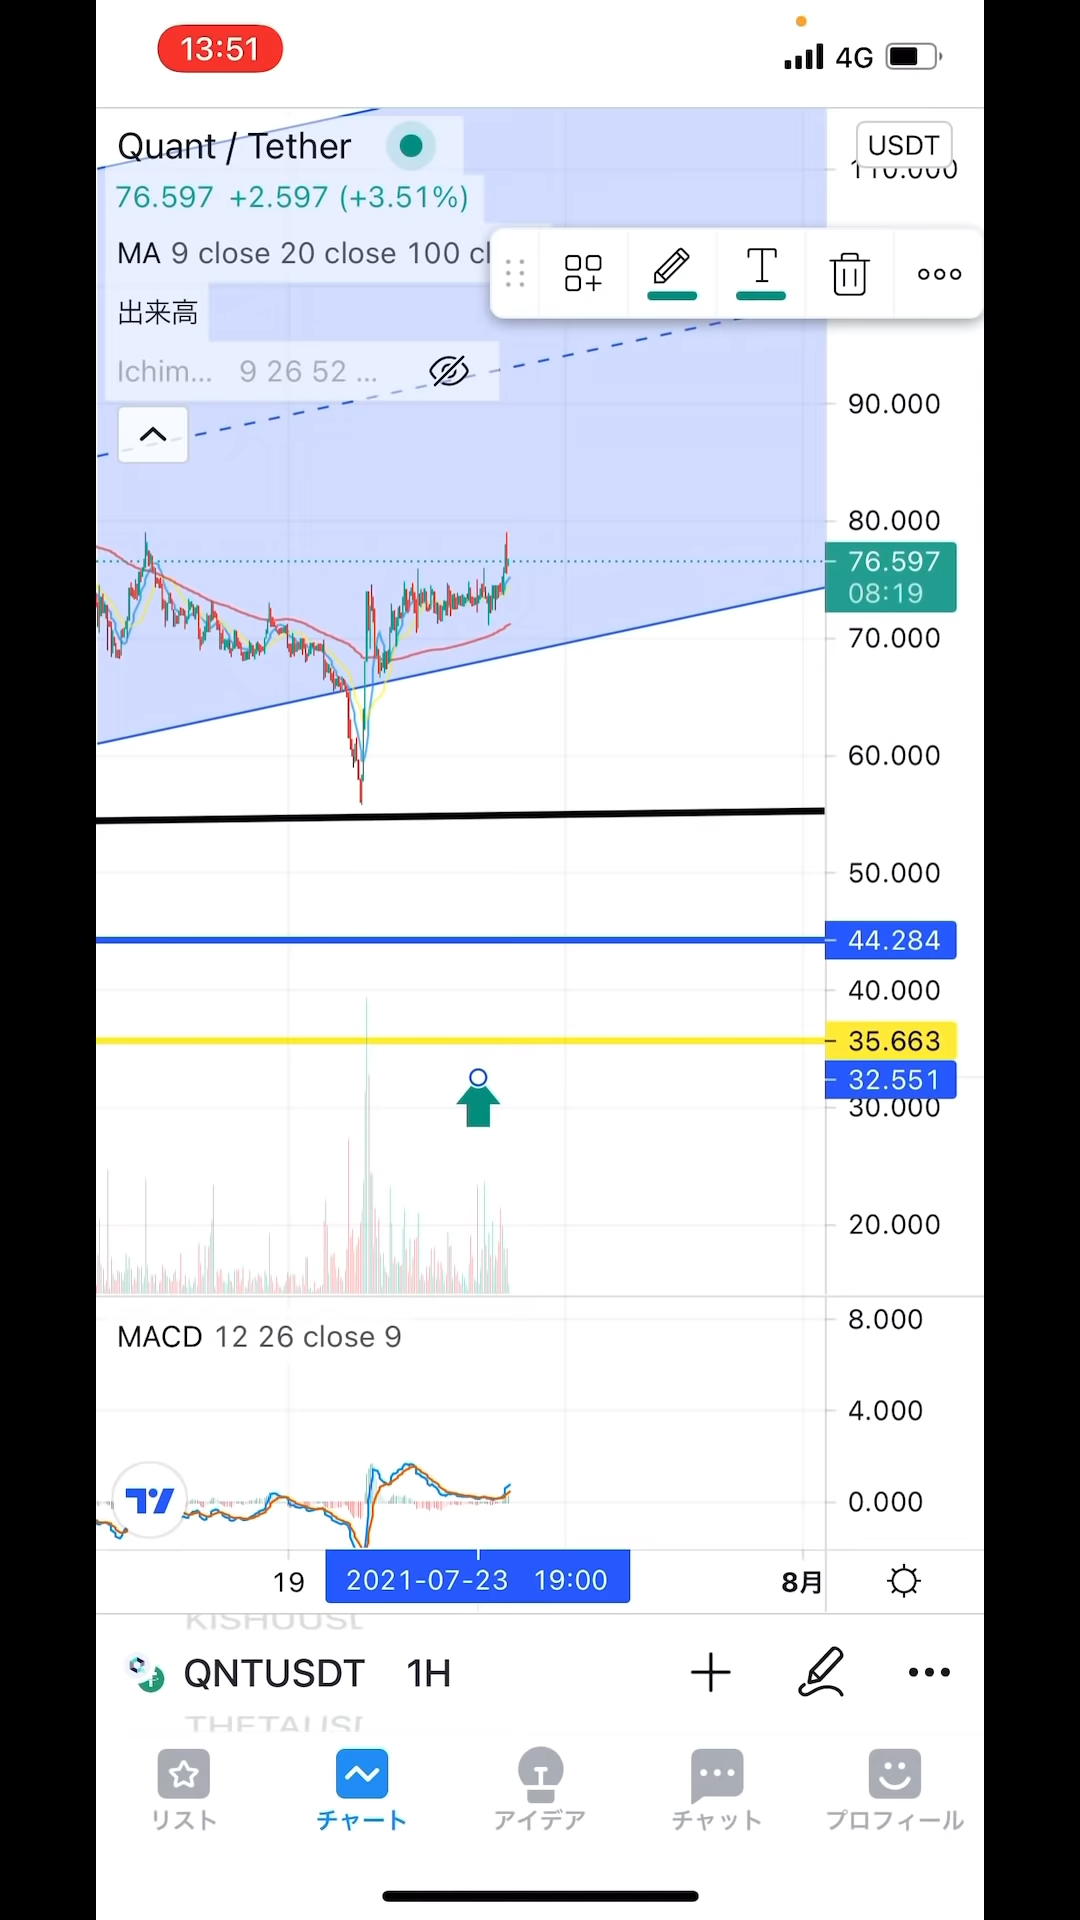 13:51
4G
Quant / Tether
USDT
110.000
76.597 +2.597 (+3.51%)
MA 9 close 20 close 100 cl
出来高
Ichim... 9 26 52 ...
90.000
80.000
76.597
08:19
70.000
60.000
50.000
44.284
40.000
35.663
32.551
30.000
20.000
MACD 12 26 close 9
8.000
4.000
0.000
19
2021-07-23 19:00
8月
QNTUSDT 1H
リスト
チャート
アイデア
チャット
プロフィール